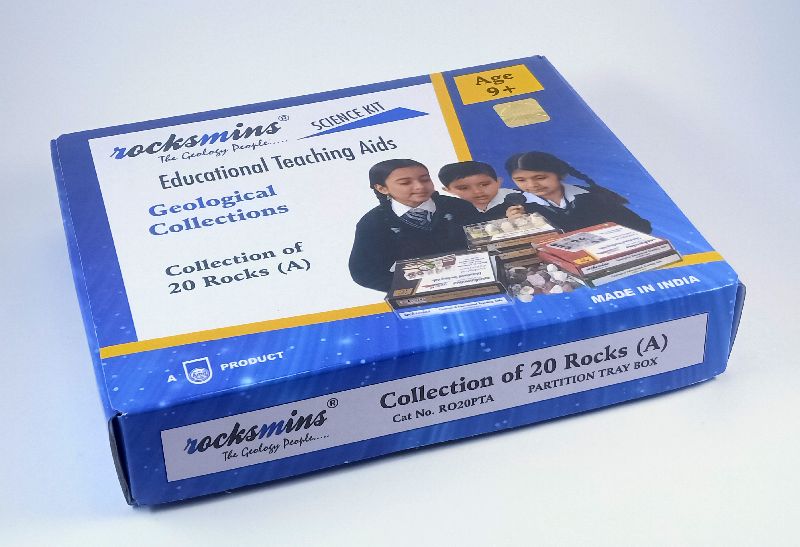 Age
9+
rocksmins®
The Geology People.....
SCIENCE KIT
Educational Teaching Aids
Geological
Collections
Collection of
20 Rocks (A)
MADE IN INDIA
A PRODUCT
rocksmins®
The Geology People.....
Collection of 20 Rocks (A)
Cat No. RO20PTA PARTITION TRAY BOX